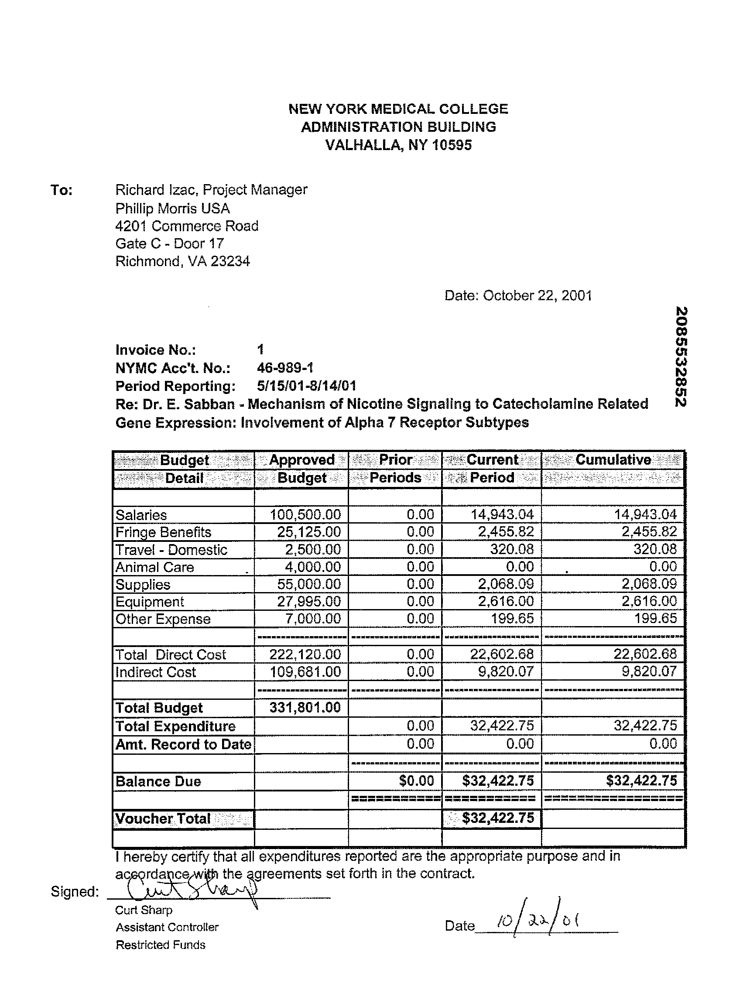 NEW YORK MEDICAL COLLEGE
ADMINISTRATION BUILDING
VALHALLA, NY 10595
To: Richard Izac, Project Manager
Phillip Morris USA
4201 Commerce Road
Gate C - Door 17
Richmond, VA 23234
Date: October 22, 2001
2085532852
Invoice No.: 1
NYMC Acc't. No.: 46-989-1
Period Reporting: 5/15/01-8/14/01
Re: Dr. E. Sabban - Mechanism of Nicotine Signaling to Catecholamine Related
Gene Expression: Involvement of Alpha 7 Receptor Subtypes
Budget Approved Prior Current Cumulative
Detail Budget Periods Period
Salaries 100,500.00 0.00 14,943.04 14,943.04
Fringe Benefits 25,125.00 0.00 2,455.82 2,455.82
Travel - Domestic 2,500.00 0.00 320.08 320.08
Animal Care 4,000.00 0.00 0.00 0.00
Supplies 55,000.00 0.00 2,068.09 2,068.09
Equipment 27,995.00 0.00 2,616.00 2,616.00
Other Expense 7,000.00 0.00 199.65 199.65
Total Direct Cost 222,120.00 0.00 22,602.68 22,602.68
Indirect Cost 109,681.00 0.00 9,820.07 9,820.07
Total Budget 331,801.00
Total Expenditure 0.00 32,422.75 32,422.75
Amt. Record to Date 0.00 0.00 0.00
Balance Due $0.00 $32,422.75 $32,422.75
Voucher Total $32,422.75
I hereby certify that all expenditures reported are the appropriate purpose and in
accordance with the agreements set forth in the contract.
Signed: Curt Sharp
Curt Sharp
Assistant Controller
Restricted Funds
Date 10/22/01